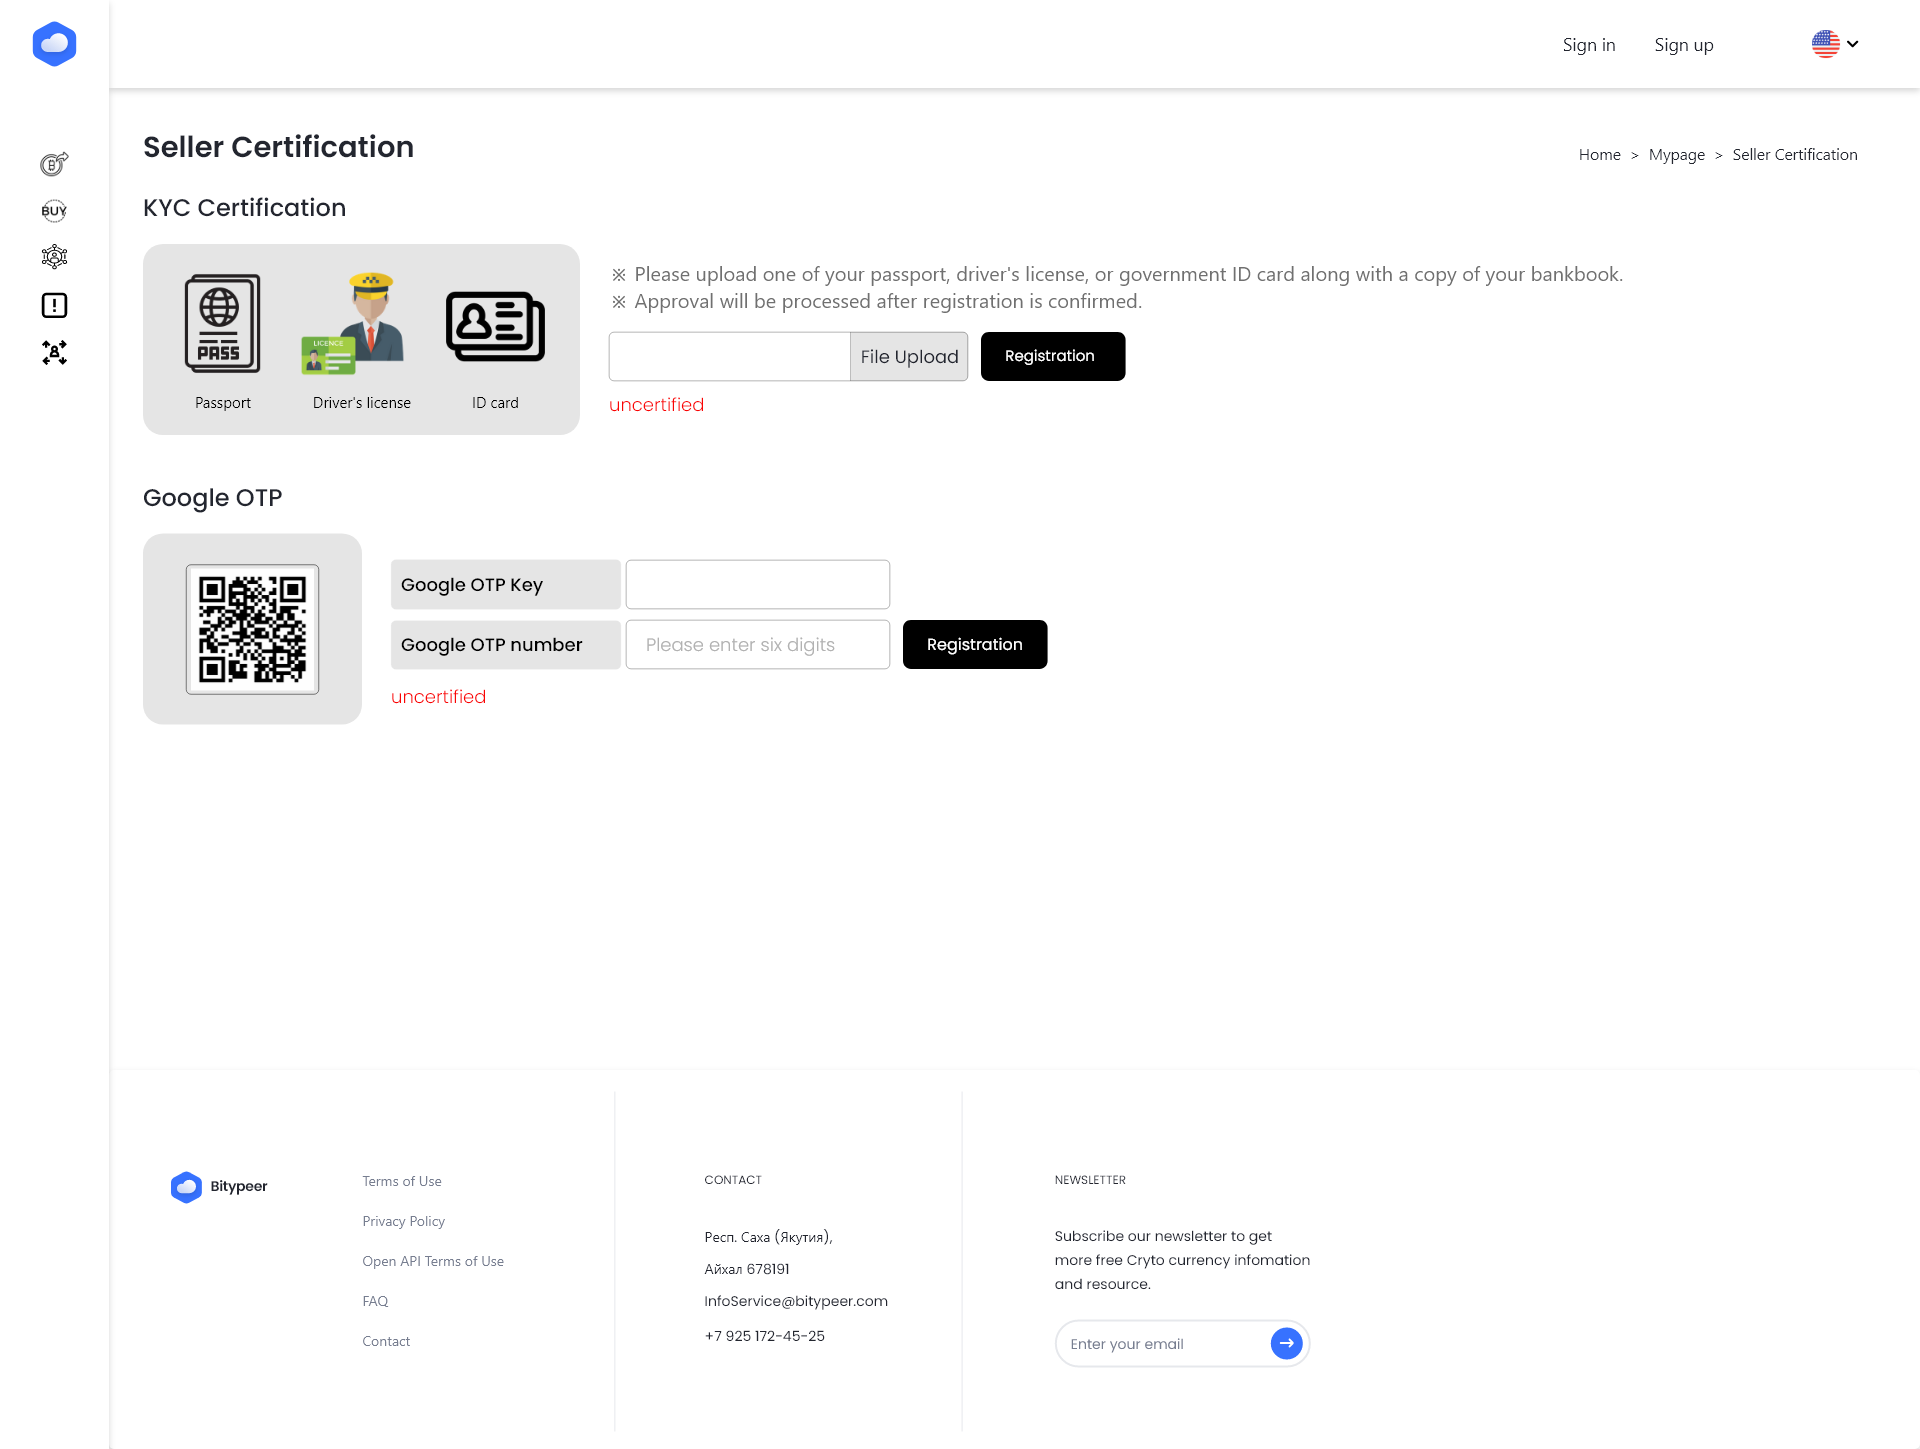 Sign in
Sign up
Seller Certification
Home > Mypage > Seller Certification
BUY
KYC Certification
PASS
LICENCE
Passport
Driver's license
ID card
※ Please upload one of your passport, driver's license, or government ID card along with a copy of your bankbook.
※ Approval will be processed after registration is confirmed.
File Upload
Registration
uncertified
Google OTP
Google OTP Key
Google OTP number
Please enter six digits
Registration
uncertified
Bitypeer
Terms of Use
Privacy Policy
Open API Terms of Use
FAQ
Contact
CONTACT
Респ. Саха (Якутия),
Айхал 678191
InfoService@bitypeer.com
+7 925 172-45-25
NEWSLETTER
Subscribe our newsletter to get
more free Cryto currency infomation
and resource.
Enter your email